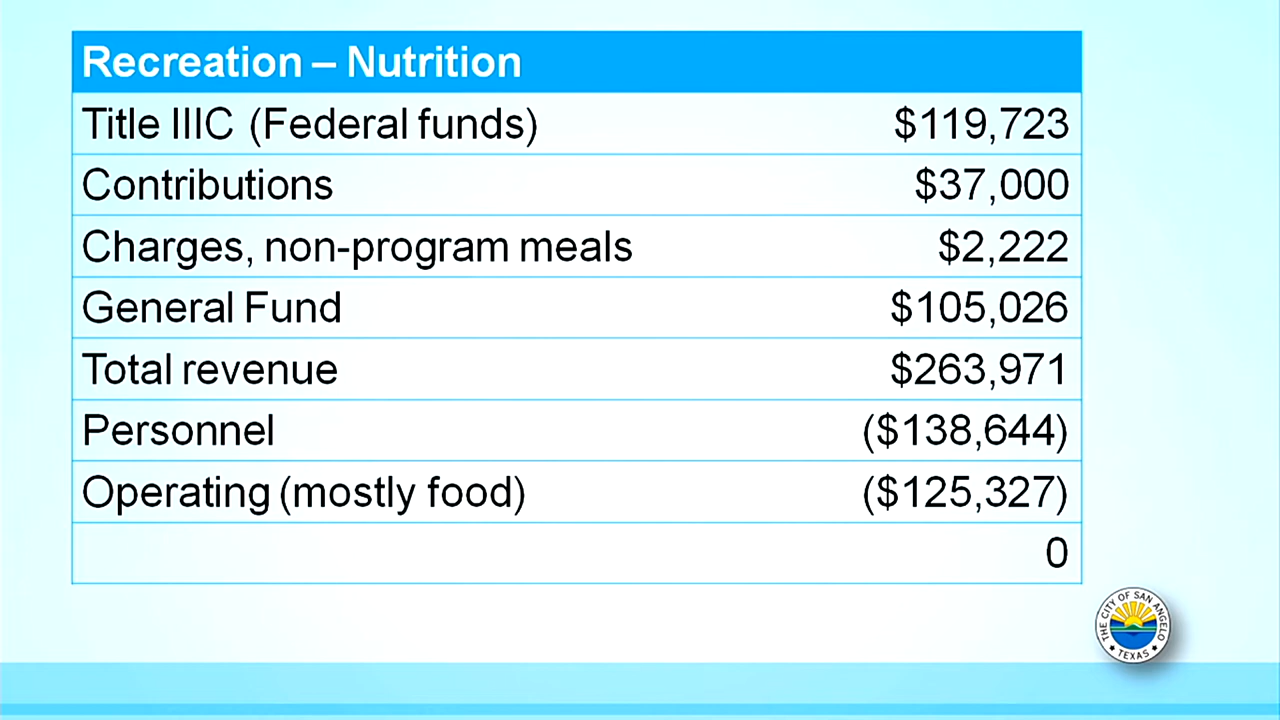 Recreation – Nutrition
Title IIIC (Federal funds) $119,723
Contributions $37,000
Charges, non-program meals $2,222
General Fund $105,026
Total revenue $263,971
Personnel ($138,644)
Operating (mostly food) ($125,327)
0
THE CITY OF SAN ANGELO
TEXAS